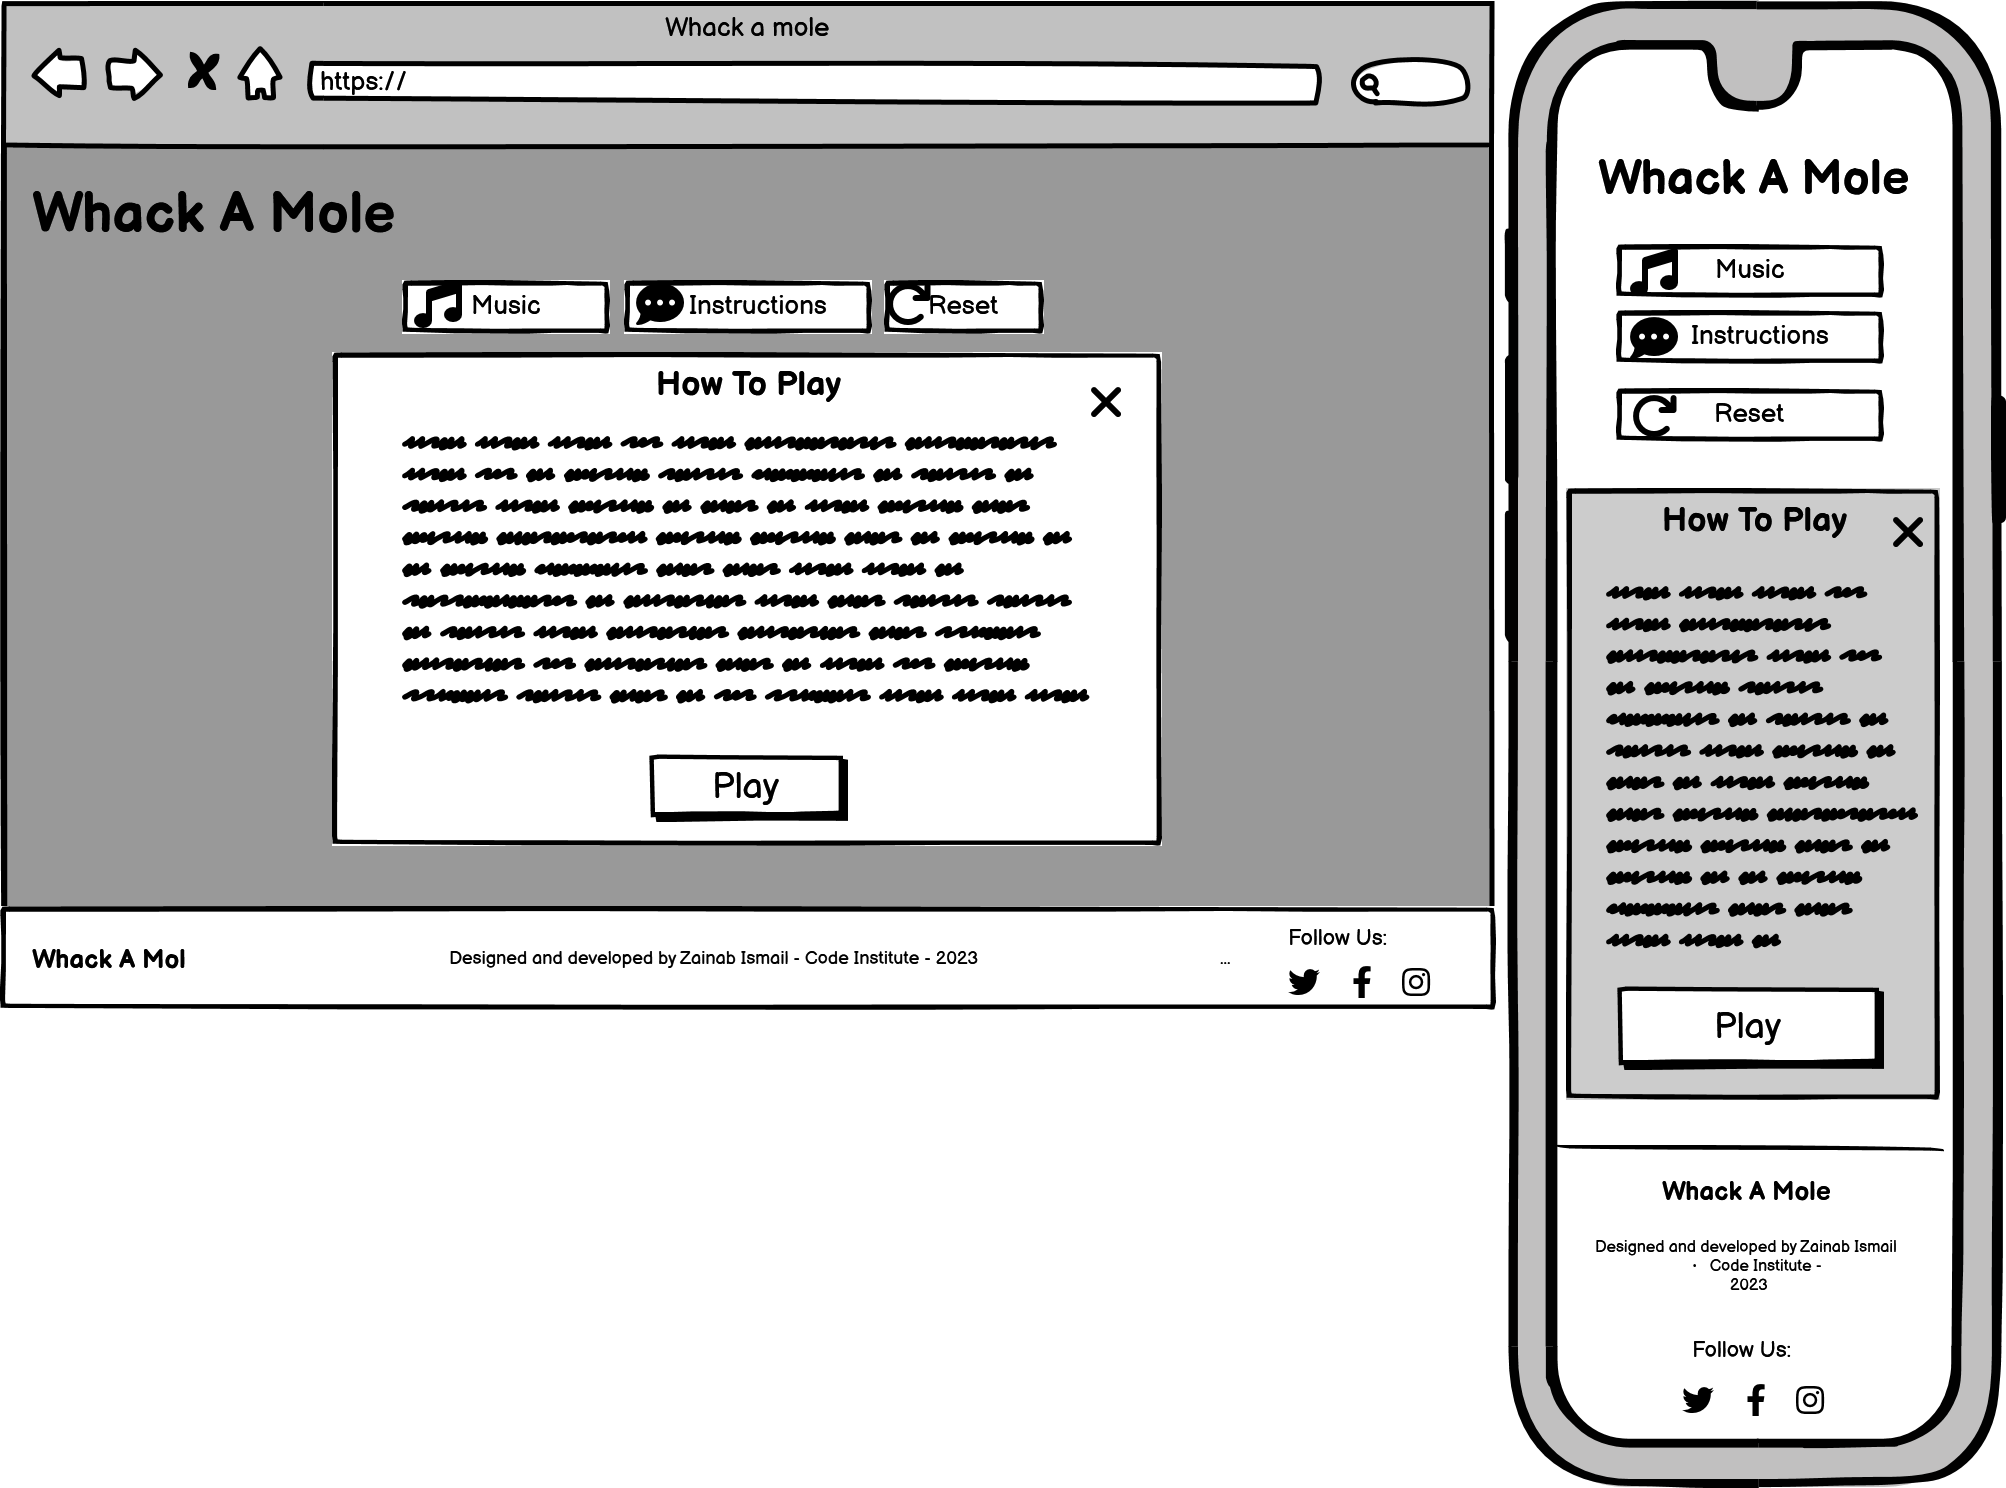 Whack a mole
https://
Whack A Mole
Music
Instructions
Reset
How To Play
Play
Whack A Mol
Designed and developed by Zainab Ismail - Code Institute - 2023
...
Follow Us:
Whack A Mole
Music
Instructions
Reset
How To Play
Play
Whack A Mole
Designed and developed by Zainab Ismail
· Code Institute -
2023
Follow Us: